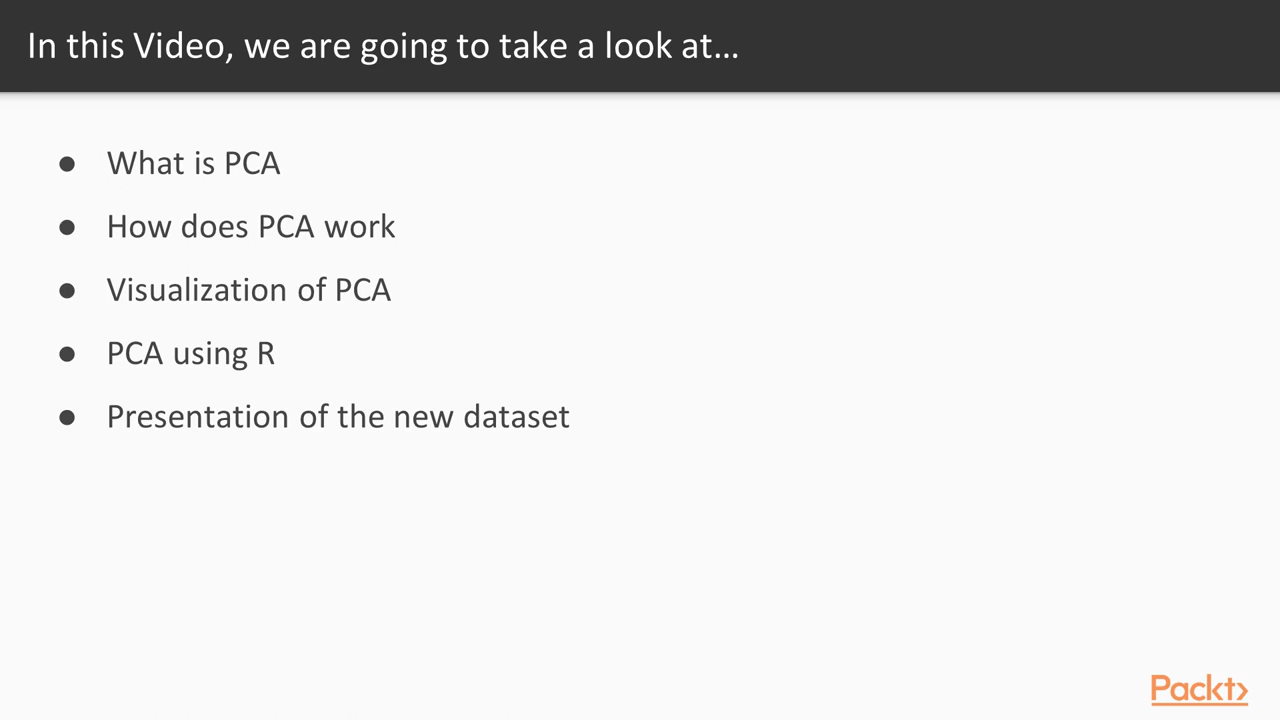 In this Video, we are going to take a look at...
● What is PCA
● How does PCA work
● Visualization of PCA
● PCA using R
● Presentation of the new dataset
Packt>